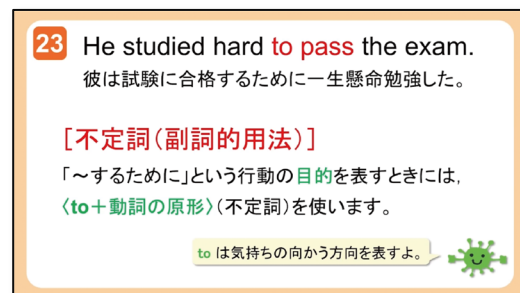 23 He studied hard to pass the exam.
彼は試験に合格するために一生懸命勉強した。
[不定詞(副詞的用法)]
「〜するために」という行動の目的を表すときには,
〈to+動詞の原形〉(不定詞)を使います。
to は気持ちの向かう方向を表すよ。